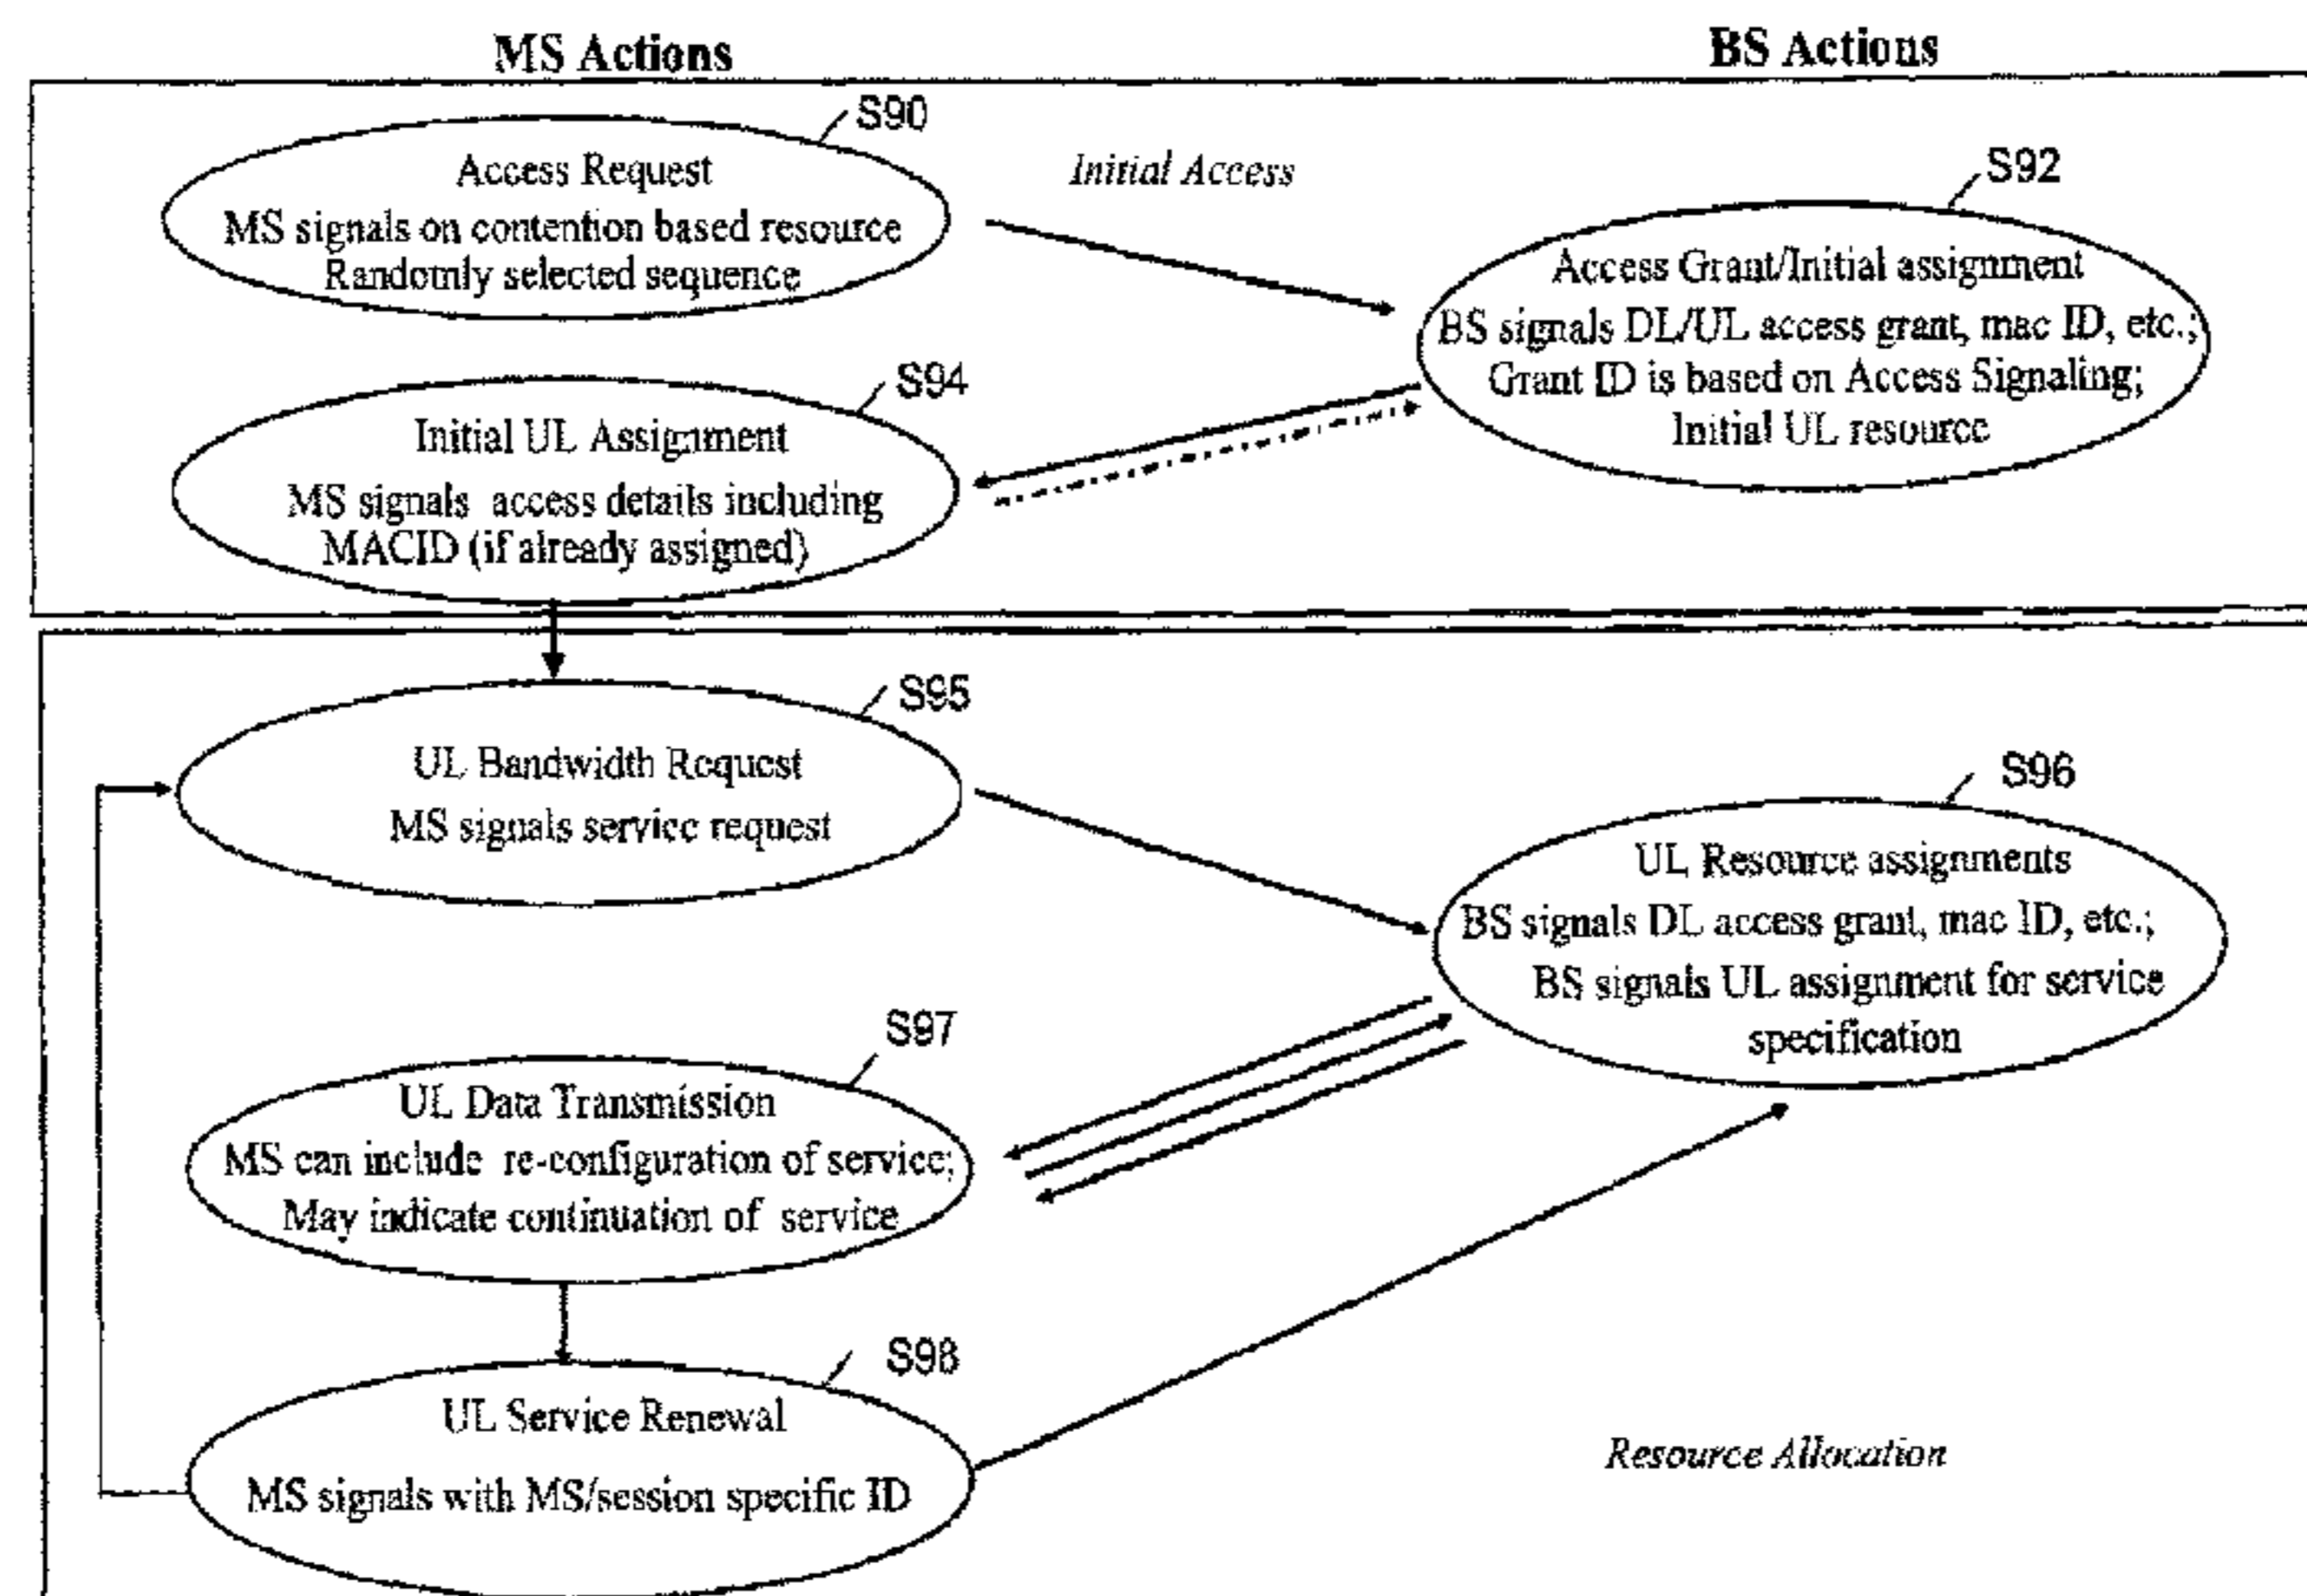 MS Actions
BS Actions
S90
Access Request
MS signals on contention based resource
Randomly selected sequence
Initial Access
S92
Access Grant/Initial assignment
BS signals DL/UL access grant, mac ID, etc.;
Grant ID is based on Access Signaling;
Initial UL resource
S94
Initial UL Assignment
MS signals access details including
MACID (if already assigned)
S95
UL Bandwidth Request
MS signals service request
S96
UL Resource assignments
BS signals DL access grant, mac ID, etc.;
BS signals UL assignment for service
specification
S97
UL Data Transmission
MS can include re-configuration of service;
May indicate continuation of service
S98
UL Service Renewal
MS signals with MS/session specific ID
Resource Allocation